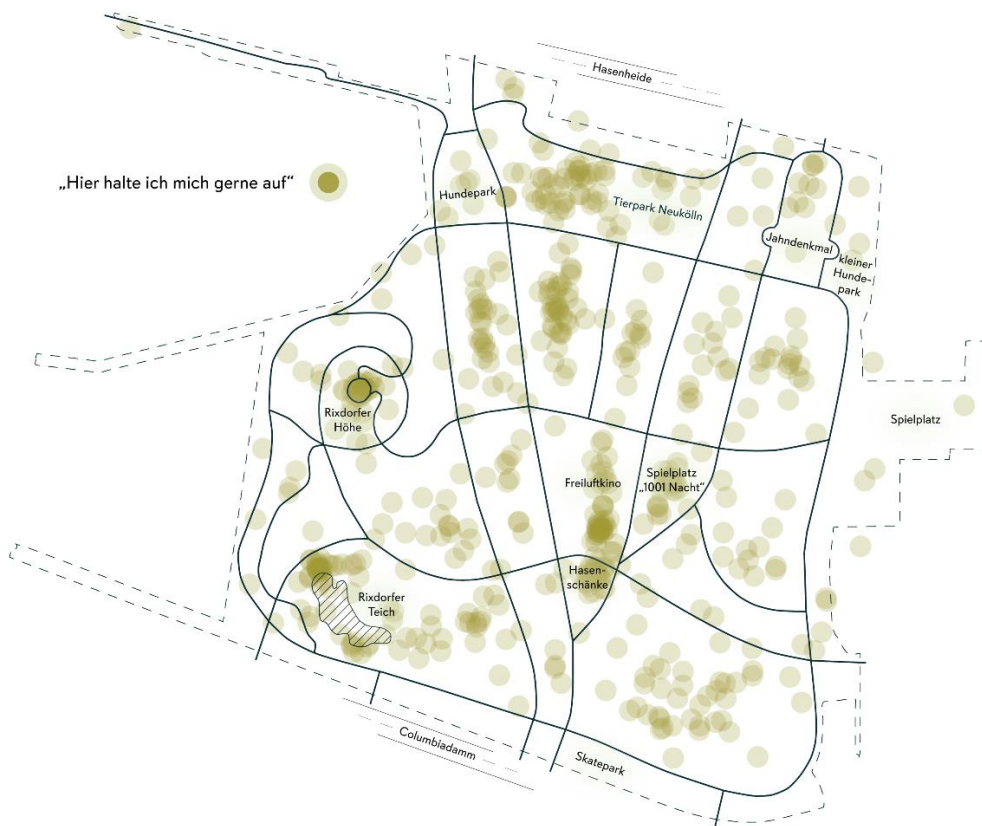 Hasenheide
„Hier halte ich mich gerne auf“
Hundepark
Tierpark Neukölln
Jahndenkmal
kleiner
Hunde-
park
Rixdorfer
Höhe
Spielplatz
Freiluftkino
Spielplatz
„1001 Nacht“
Hasen-
schänke
Rixdorfer
Teich
Columbiadamm
Skatepark